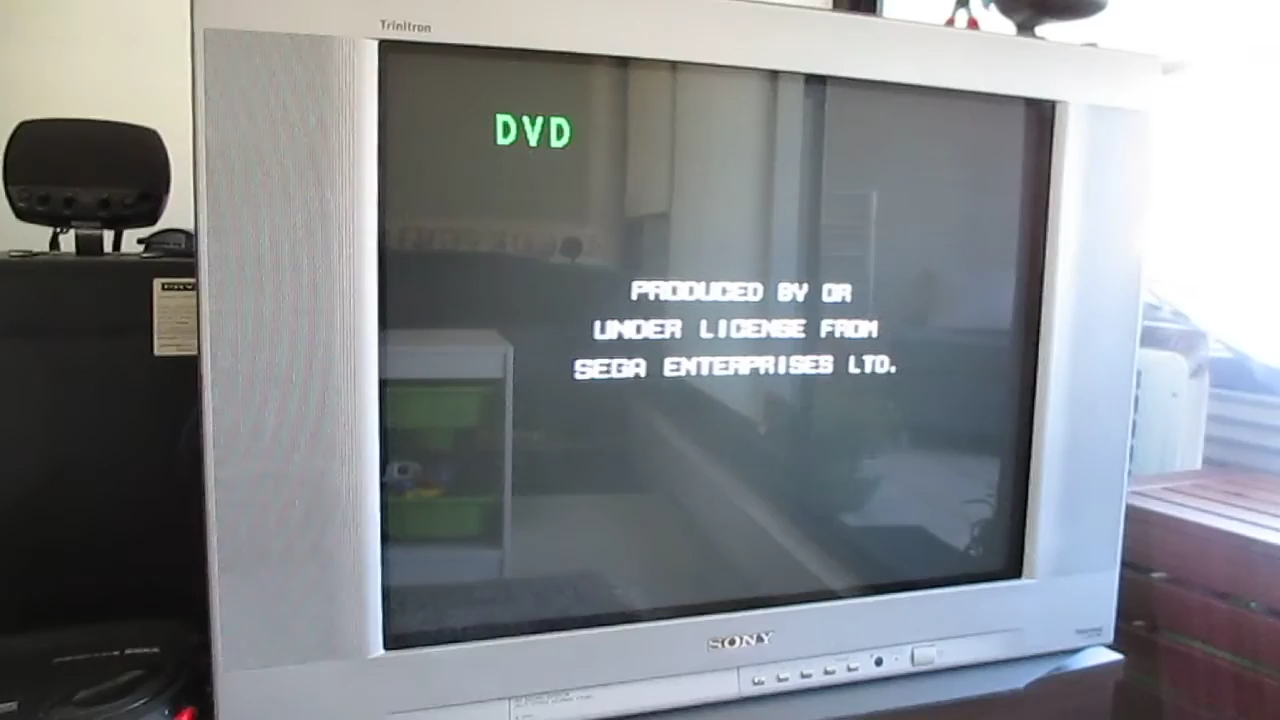 Trinitron
DVD
PRODUCED BY OR
UNDER LICENSE FROM
SEGA ENTERPRISES LTD.
SONY